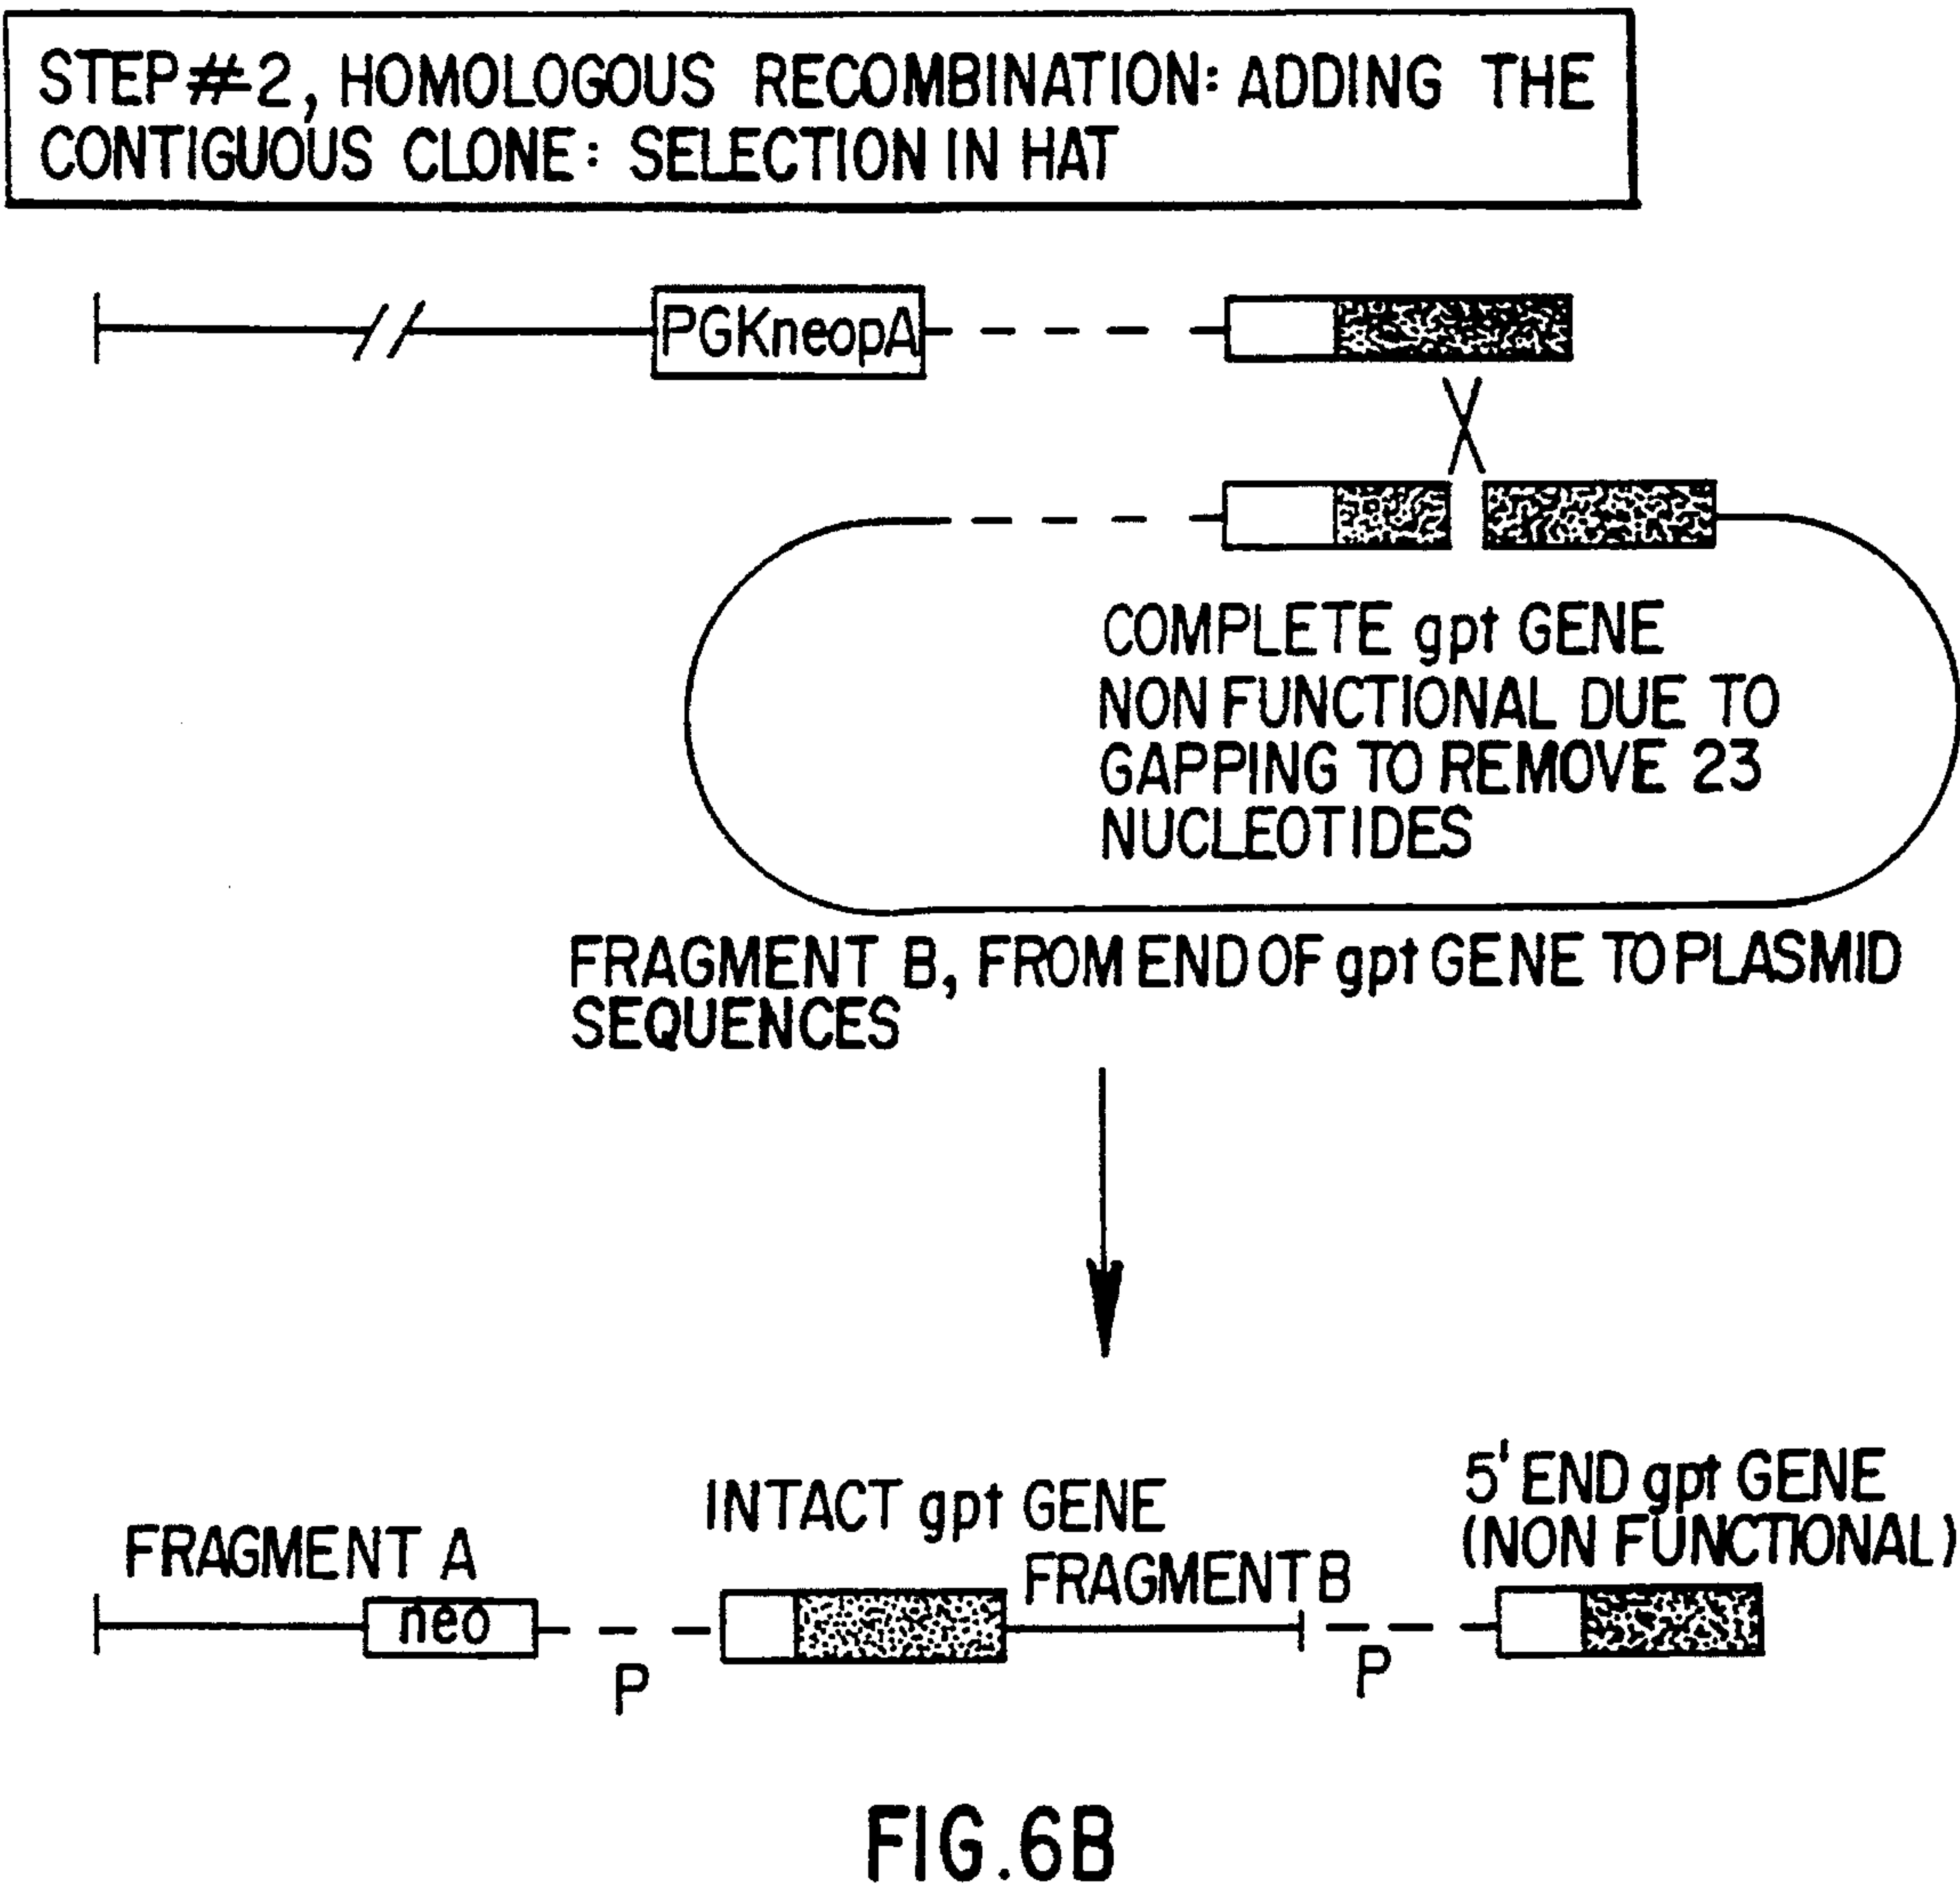 STEP #2, HOMOLOGOUS RECOMBINATION: ADDING THE
CONTIGUOUS CLONE: SELECTION IN HAT
PGKneopA
COMPLETE gpt GENE
NON FUNCTIONAL DUE TO
GAPPING TO REMOVE 23
NUCLEOTIDES
FRAGMENT B, FROM END OF gpt GENE TO PLASMID
SEQUENCES
FRAGMENT A
INTACT gpt GENE
FRAGMENT B
5' END gpt GENE
(NON FUNCTIONAL)
neo
P
P
FIG. 6B